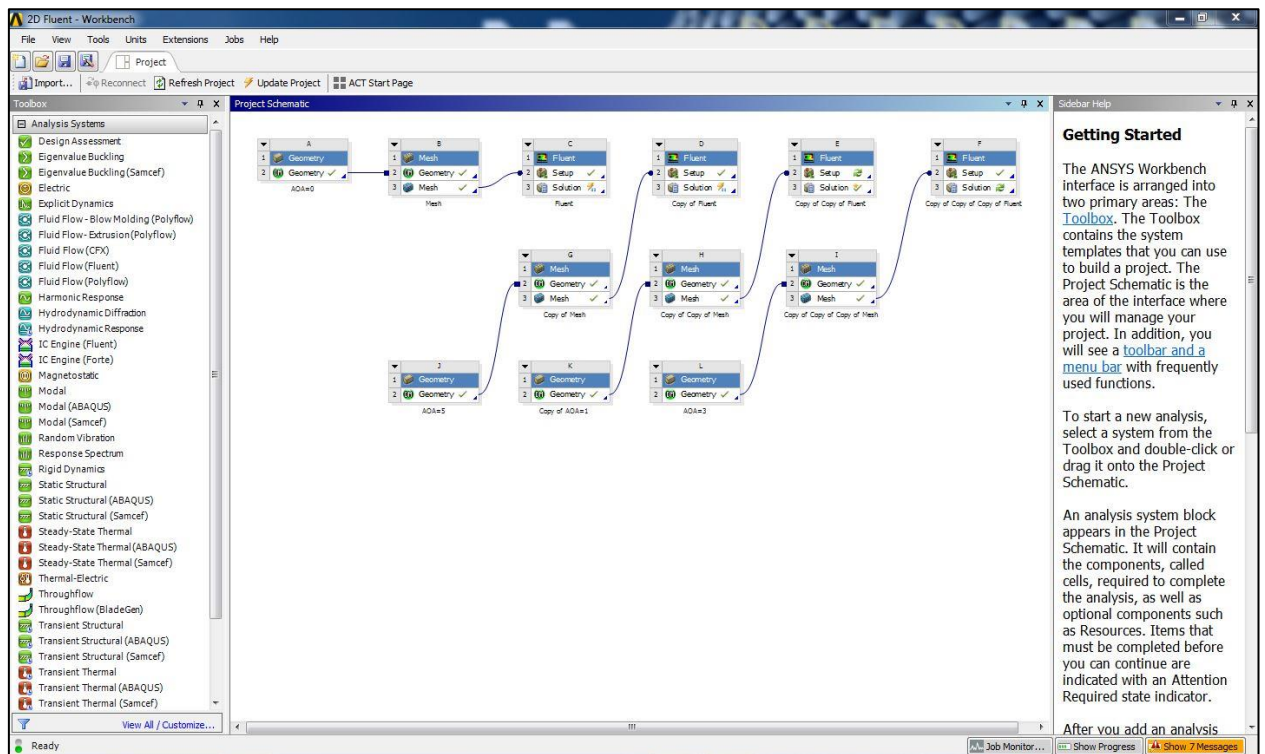 2D Fluent - Workbench
File View Tools Units Extensions Jobs Help
Project
Import... Reconnect Refresh Project Update Project ACT Start Page
Toolbox
Analysis Systems
Design Assessment
Eigenvalue Buckling
Eigenvalue Buckling (Samcef)
Electric
Explicit Dynamics
Fluid Flow - Blow Molding (Polyflow)
Fluid Flow - Extrusion (Polyflow)
Fluid Flow (CFX)
Fluid Flow (Fluent)
Fluid Flow (Polyflow)
Harmonic Response
Hydrodynamic Diffraction
Hydrodynamic Response
IC Engine (Fluent)
IC Engine (Forte)
Magnetostatic
Modal
Modal (ABAQUS)
Modal (Samcef)
Random Vibration
Response Spectrum
Rigid Dynamics
Static Structural
Static Structural (ABAQUS)
Static Structural (Samcef)
Steady-State Thermal
Steady-State Thermal (ABAQUS)
Steady-State Thermal (Samcef)
Thermal-Electric
Throughflow
Throughflow (BladeGen)
Transient Structural
Transient Structural (ABAQUS)
Transient Structural (Samcef)
Transient Thermal
Transient Thermal (ABAQUS)
Transient Thermal (Samcef)
View All / Customize...
Project Schematic
A
1 Geometry
2 Geometry
AOA=0
B
1 Mesh
2 Geometry
3 Mesh
Mesh
C
1 Fluent
2 Setup
3 Solution
Fluent
D
1 Fluent
2 Setup
3 Solution
Copy of Fluent
E
1 Fluent
2 Setup
3 Solution
Copy of Copy of Fluent
F
1 Fluent
2 Setup
3 Solution
Copy of Copy of Copy of Fluent
G
1 Mesh
2 Geometry
3 Mesh
Copy of Mesh
H
1 Mesh
2 Geometry
3 Mesh
Copy of Copy of Mesh
I
1 Mesh
2 Geometry
3 Mesh
Copy of Copy of Copy of Mesh
J
1 Geometry
2 Geometry
AOA=5
K
1 Geometry
2 Geometry
Copy of AOA=1
L
1 Geometry
2 Geometry
AOA=3
Sidebar Help
Getting Started
The ANSYS Workbench
interface is arranged into
two primary areas: The
Toolbox. The Toolbox
contains the system
templates that you can use
to build a project. The
Project Schematic is the
area of the interface where
you will manage your
project. In addition, you
will see a toolbar and a
menu bar with frequently
used functions.
To start a new analysis,
select a system from the
Toolbox and double-click or
drag it onto the Project
Schematic.
An analysis system block
appears in the Project
Schematic. It will contain
the components, called
cells, required to complete
the analysis, as well as
optional components such
as Resources. Items that
must be completed before
you can continue are
indicated with an Attention
Required state indicator.
After you add an analysis
Ready
Job Monitor... Show Progress Show 7 Messages